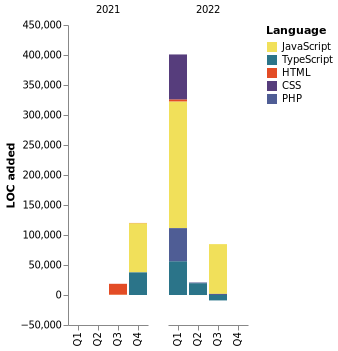 2021 2022
Language
JavaScript
TypeScript
HTML
CSS
PHP
LOC added
450,000
400,000
350,000
300,000
250,000
200,000
150,000
100,000
50,000
0
−50,000
Q1 Q2 Q3 Q4 Q1 Q2 Q3 Q4